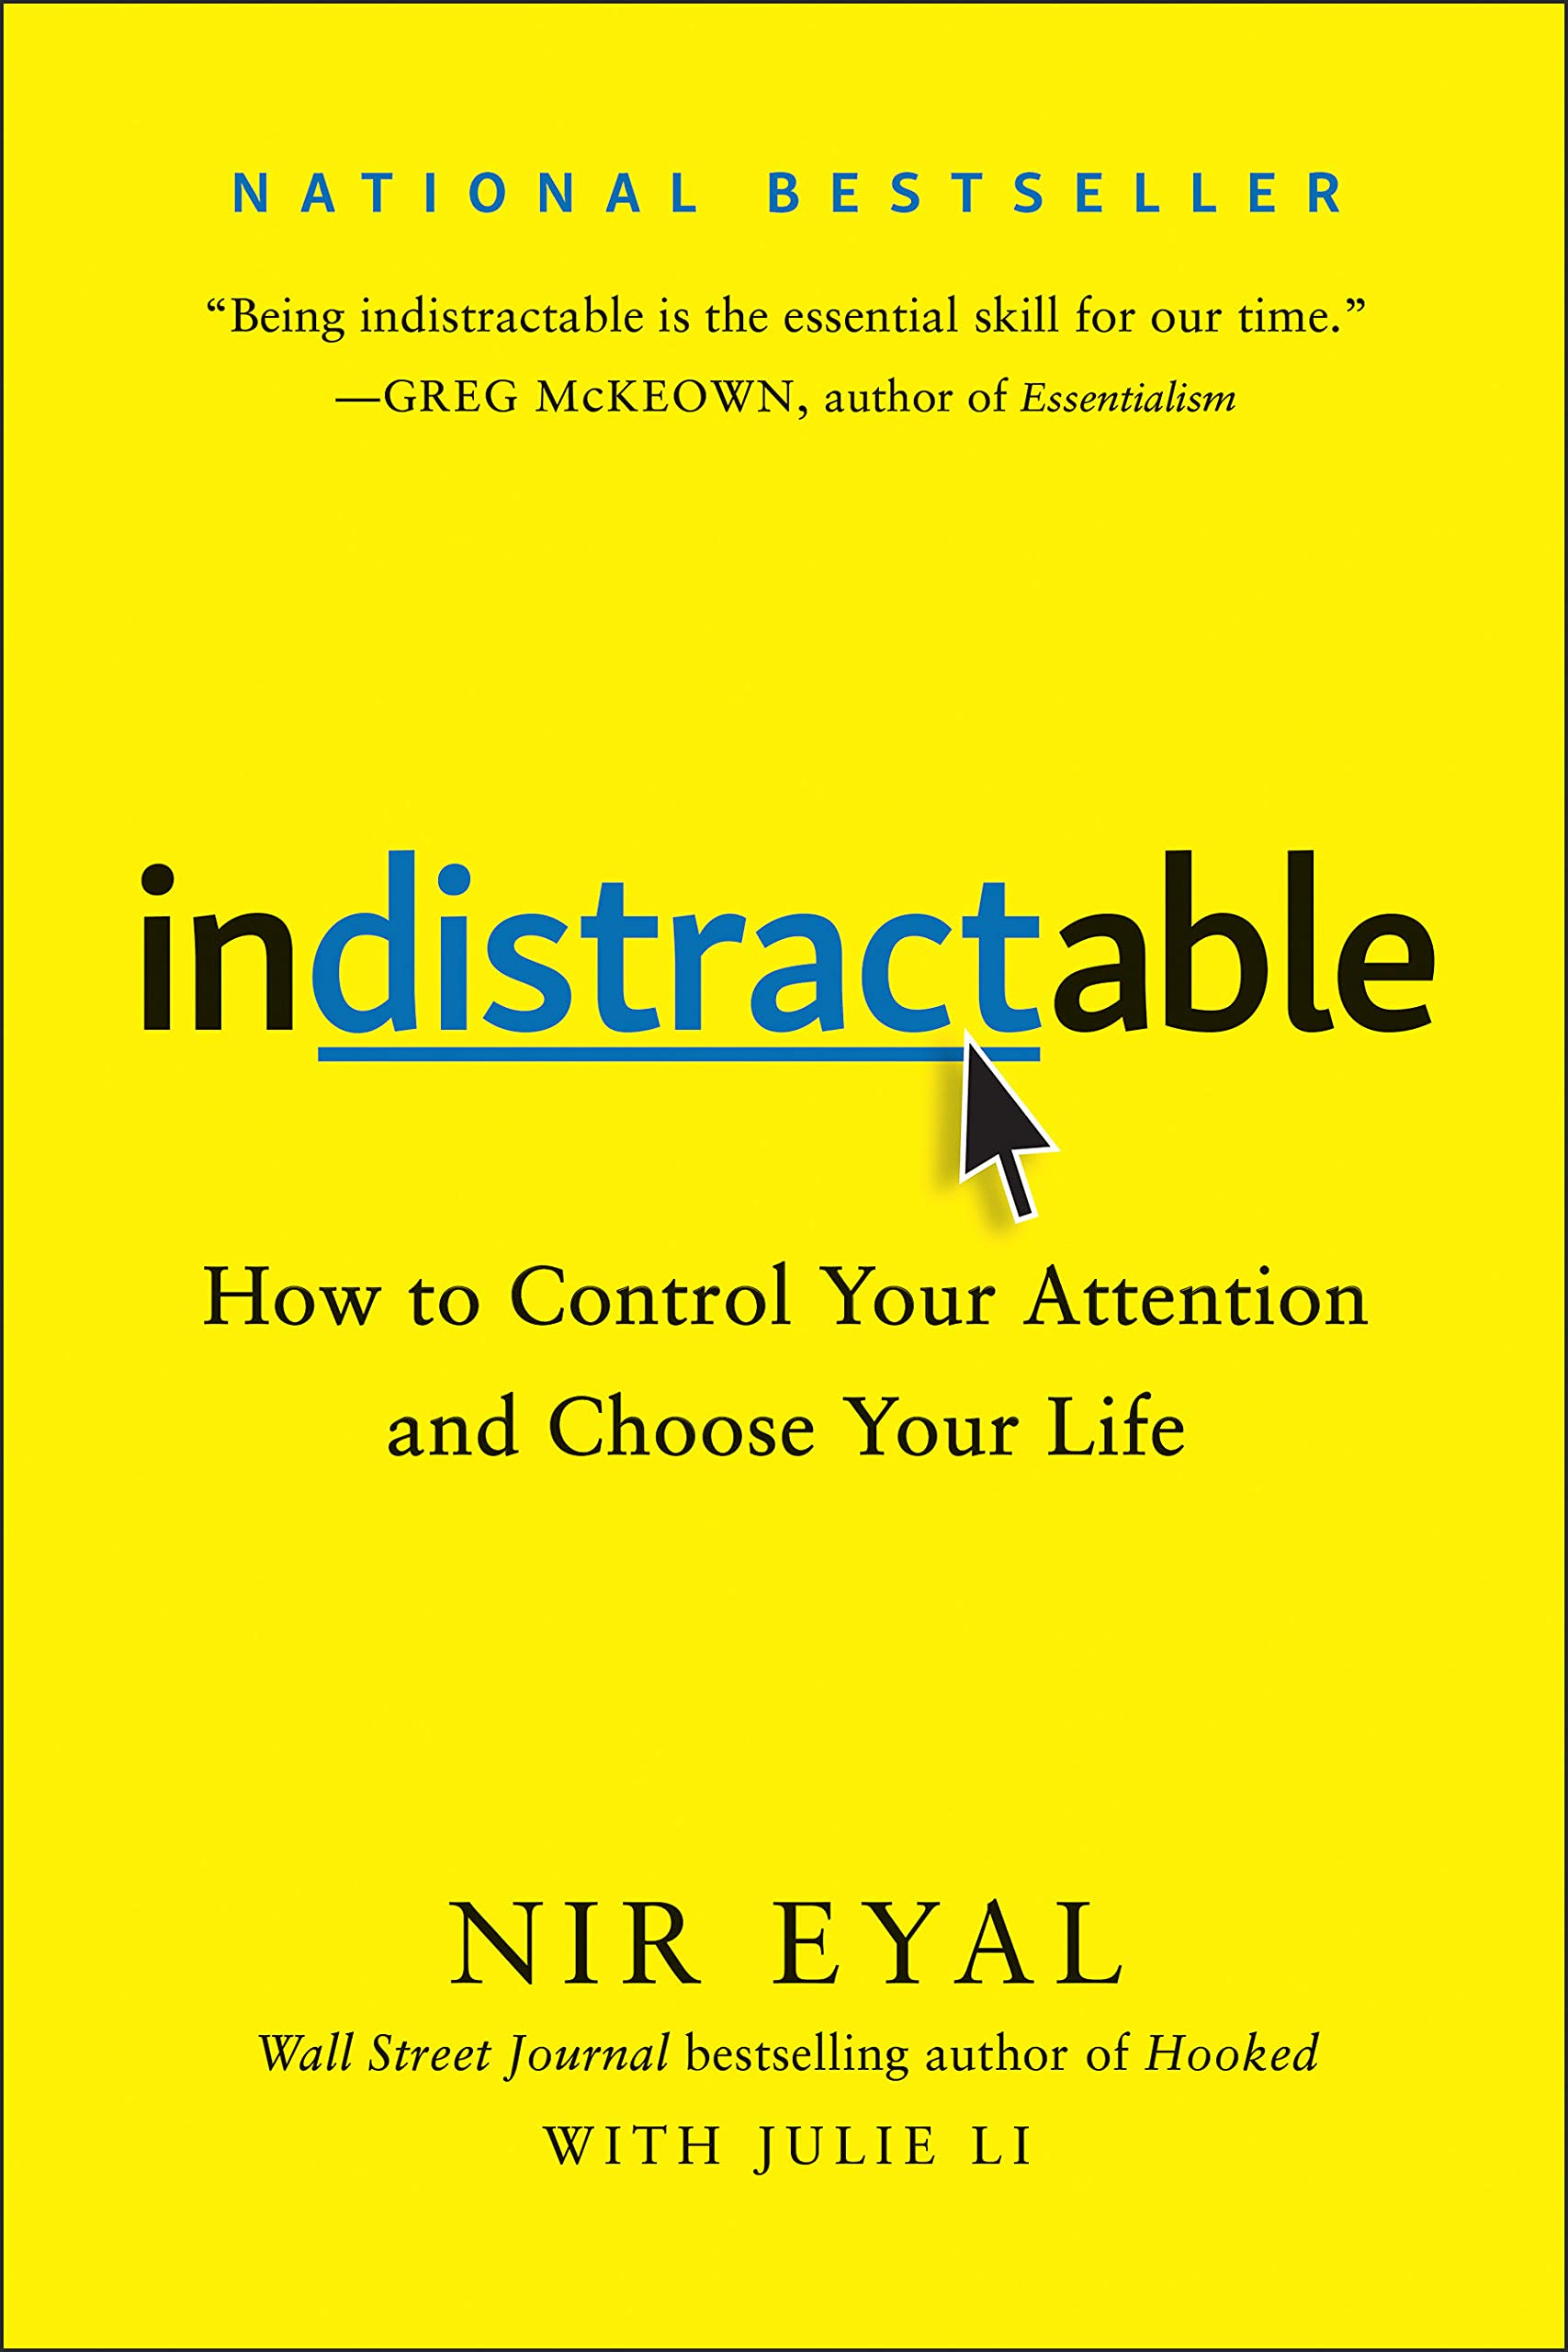 NATIONAL BESTSELLER
“Being indistractable is the essential skill for our time.”
—GREG McKEOWN, author of Essentialism
indistractable
How to Control Your Attention
and Choose Your Life
NIR EYAL
Wall Street Journal bestselling author of Hooked
WITH JULIE LI